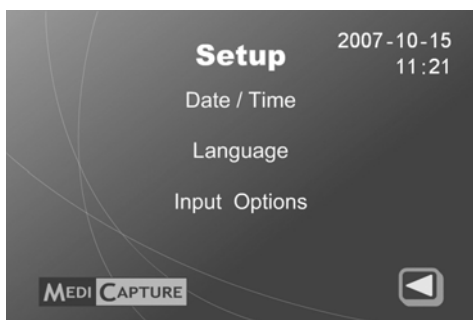 Setup
2007-10-15
11:21
Date / Time
Language
Input Options
MEDI CAPTURE